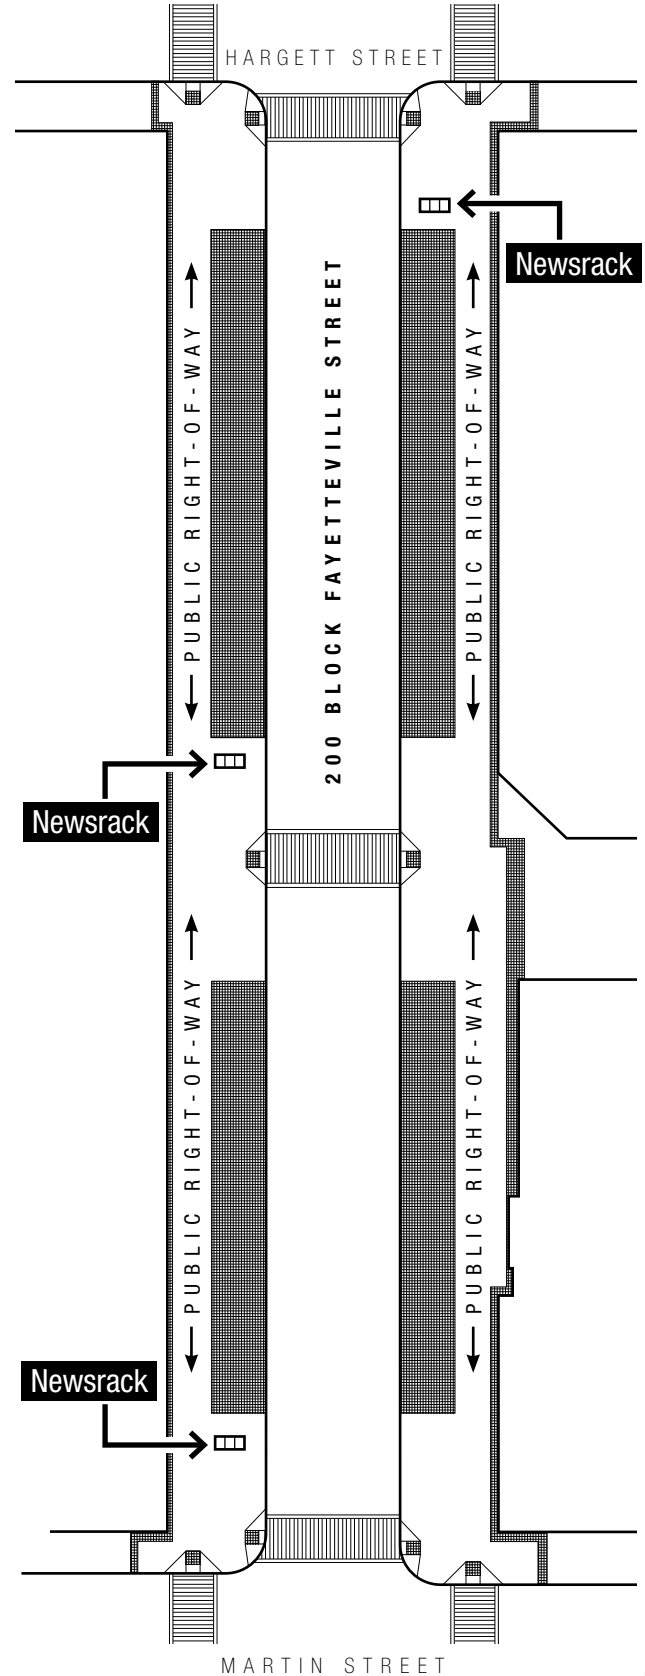 HARGETT STREET
Newsrack
PUBLIC RIGHT-OF-WAY
200 BLOCK FAYETTEVILLE STREET
PUBLIC RIGHT-OF-WAY
Newsrack
PUBLIC RIGHT-OF-WAY
PUBLIC RIGHT-OF-WAY
Newsrack
MARTIN STREET